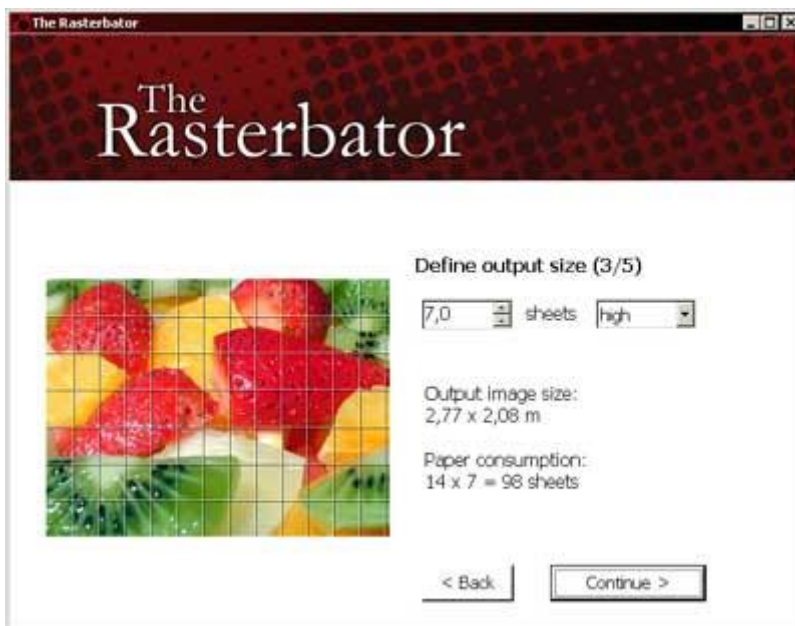 The Rasterbator
The
Rasterbator
Define output size (3/5)
7,0 sheets high
Output image size:
2,77 x 2,08 m
Paper consumption:
14 x 7 = 98 sheets
< Back Continue >